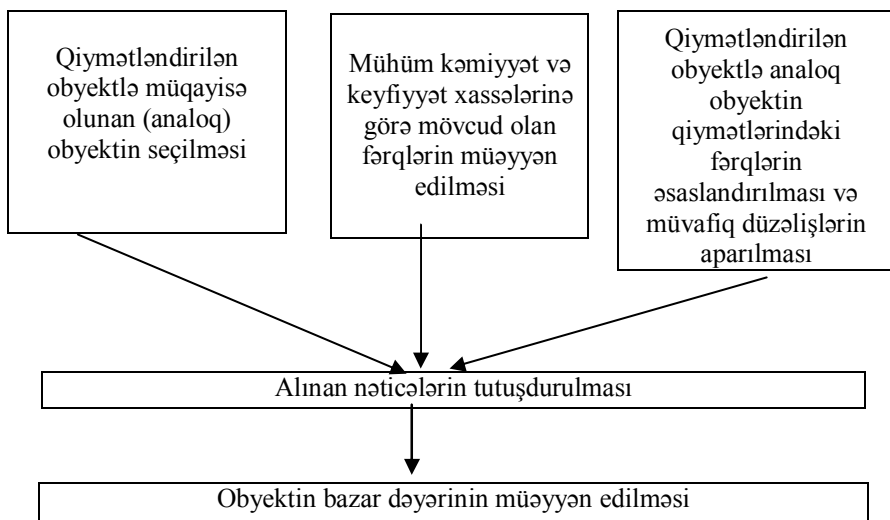 Qiymətləndirilən
obyektlə müqayisə
olunan (analoq)
obyektin seçilməsi
Mühüm kəmiyyət və
keyfiyyət xassələrinə
görə mövcud olan
fərqlərin müəyyən
edilməsi
Qiymətləndirilən
obyektlə analoq
obyektin
qiymətlərindəki
fərqlərin
əsaslandırılması və
müvafiq düzəlişlərin
aparılması
Alınan nəticələrin tutuşdurulması
Obyektin bazar dəyərinin müəyyən edilməsi